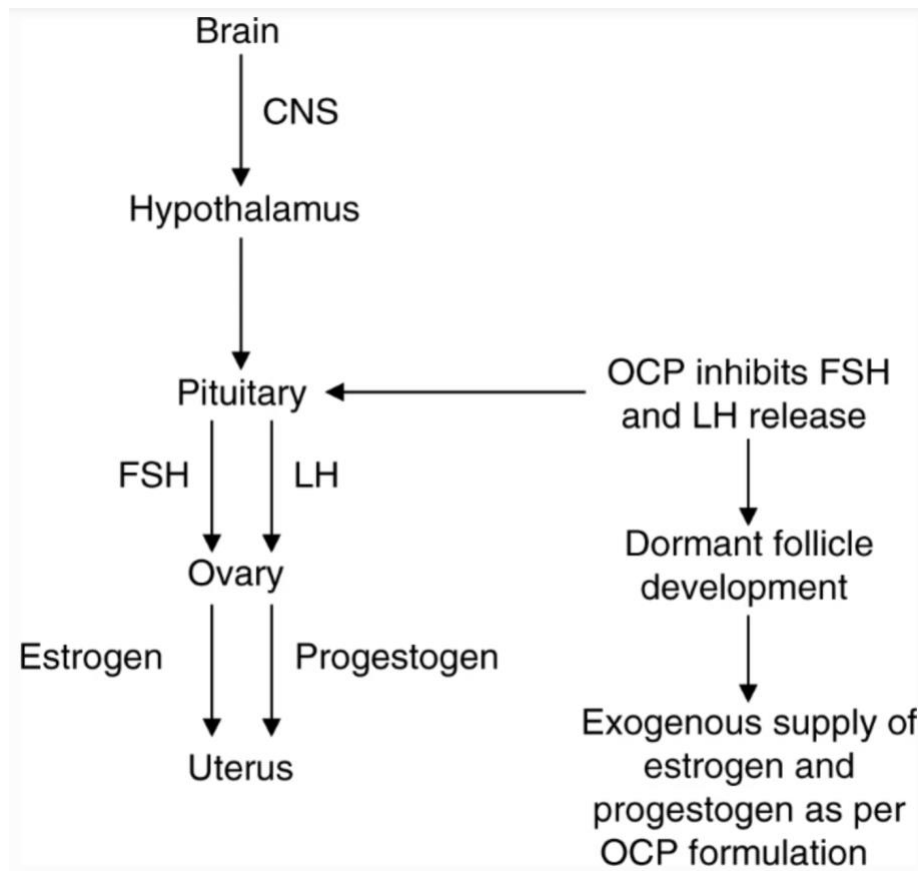 Brain
CNS
Hypothalamus
Pituitary
OCP inhibits FSH
and LH release
FSH
LH
Dormant follicle
development
Ovary
Estrogen
Progestogen
Exogenous supply of
estrogen and
progestogen as per
OCP formulation
Uterus